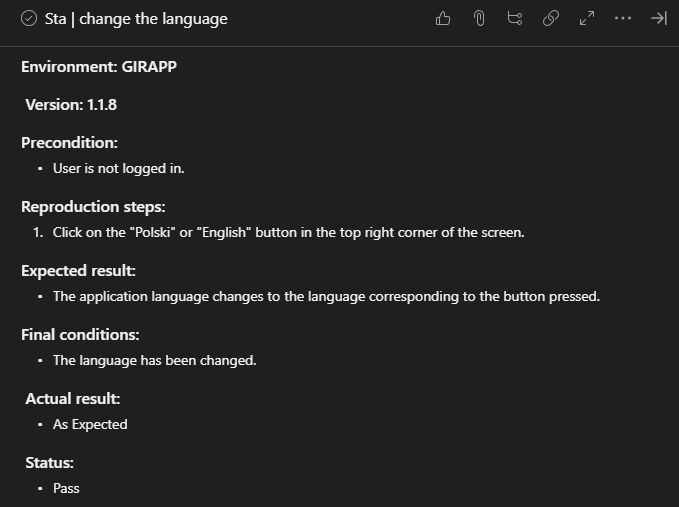 Sta | change the language
Environment: GIRAPP
Version: 1.1.8
Precondition:
• User is not logged in.
Reproduction steps:
1. Click on the "Polski" or "English" button in the top right corner of the screen.
Expected result:
• The application language changes to the language corresponding to the button pressed.
Final conditions:
• The language has been changed.
Actual result:
• As Expected
Status:
• Pass